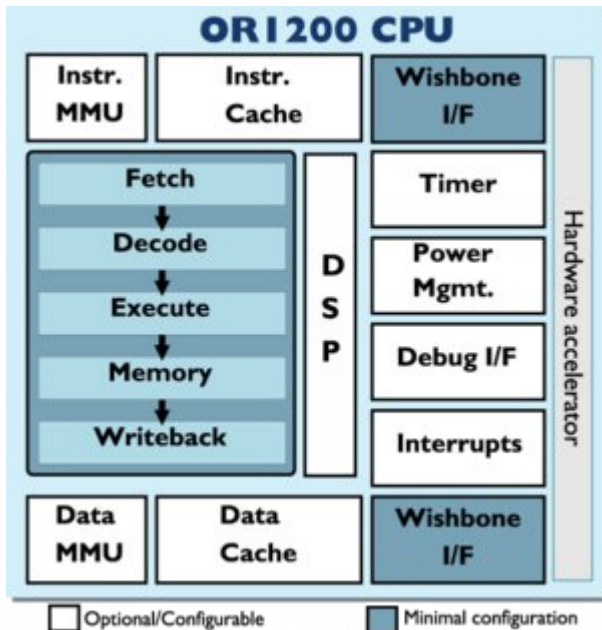 OR1200 CPU
Instr.
MMU
Instr.
Cache
Wishbone
I/F
Fetch
Decode
Execute
Memory
Writeback
D
S
P
Timer
Power
Mgmt.
Debug I/F
Interrupts
Hardware accelerator
Data
MMU
Data
Cache
Wishbone
I/F
Optional/Configurable
Minimal configuration